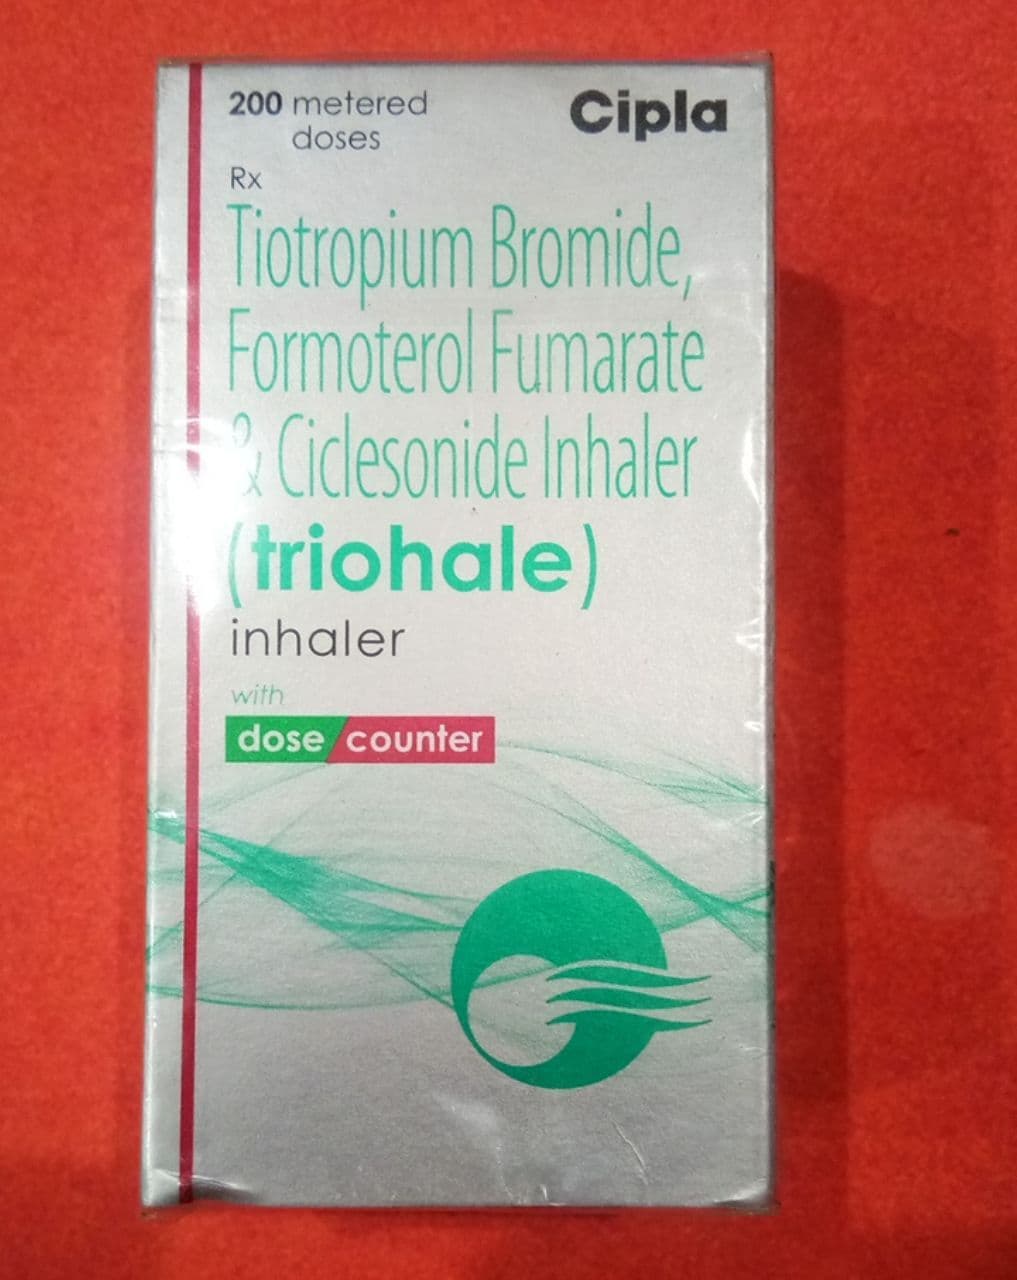 200 metered
doses
Cipla
Rx
Tiotropium Bromide,
Formoterol Fumarate
& Ciclesonide Inhaler
(triohale)
inhaler
with
dose counter